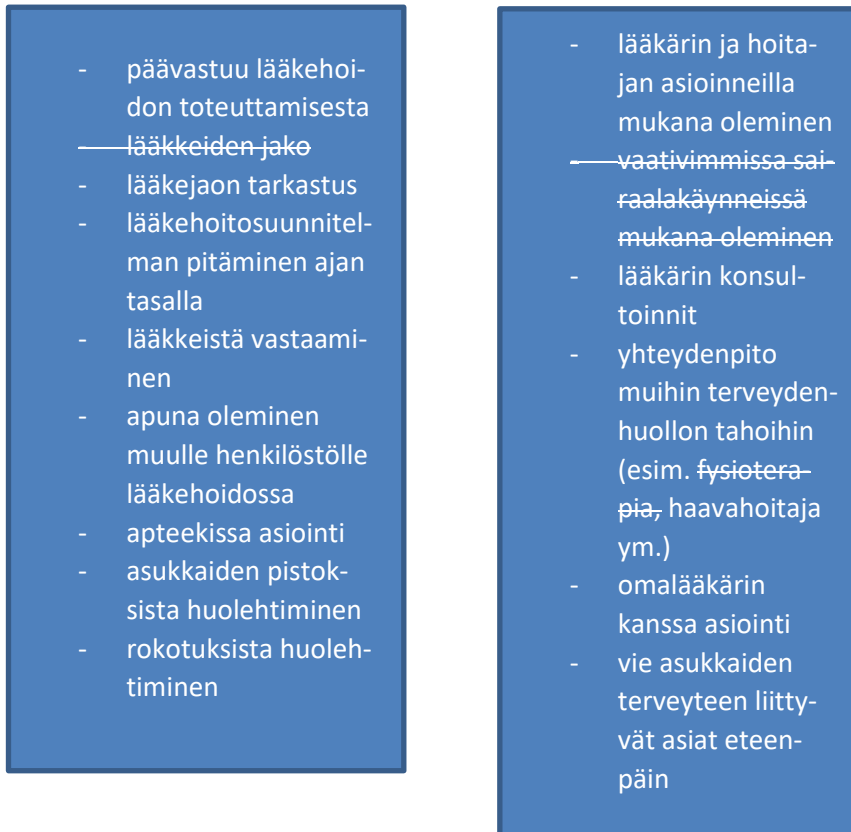 - päävastuu lääkehoi-
don toteuttamisesta
- lääkkeiden jako
- lääkejaon tarkastus
- lääkehoitosuunnitel-
man pitäminen ajan
tasalla
- lääkkeistä vastaami-
nen
- apuna oleminen
muulle henkilöstölle
lääkehoidossa
- apteekissa asiointi
- asukkaiden pistok-
sista huolehtiminen
- rokotuksista huoleh-
timinen
- lääkärin ja hoita-
jan asioinneilla
mukana oleminen
- vaativimmissa sai-
raalakäynneissä
mukana oleminen
- lääkärin konsul-
toinnit
- yhteydenpito
muihin terveyden-
huollon tahoihin
(esim. fysiotera-
pia, haavahoitaja
ym.)
- omalääkärin
kanssa asiointi
- vie asukkaiden
terveyteen liitty-
vät asiat eteen-
päin